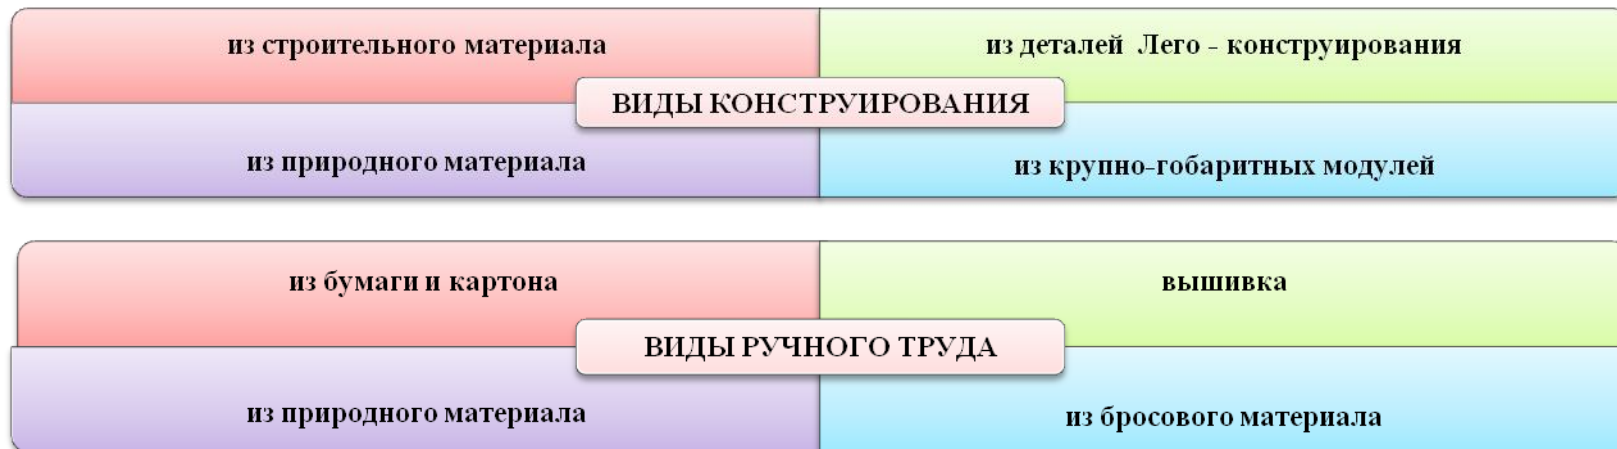 из строительного материала
из деталей Лего - конструирования
ВИДЫ КОНСТРУИРОВАНИЯ
из природного материала
из крупно-гобаритных модулей
из бумаги и картона
вышивка
ВИДЫ РУЧНОГО ТРУДА
из природного материала
из бросового материала